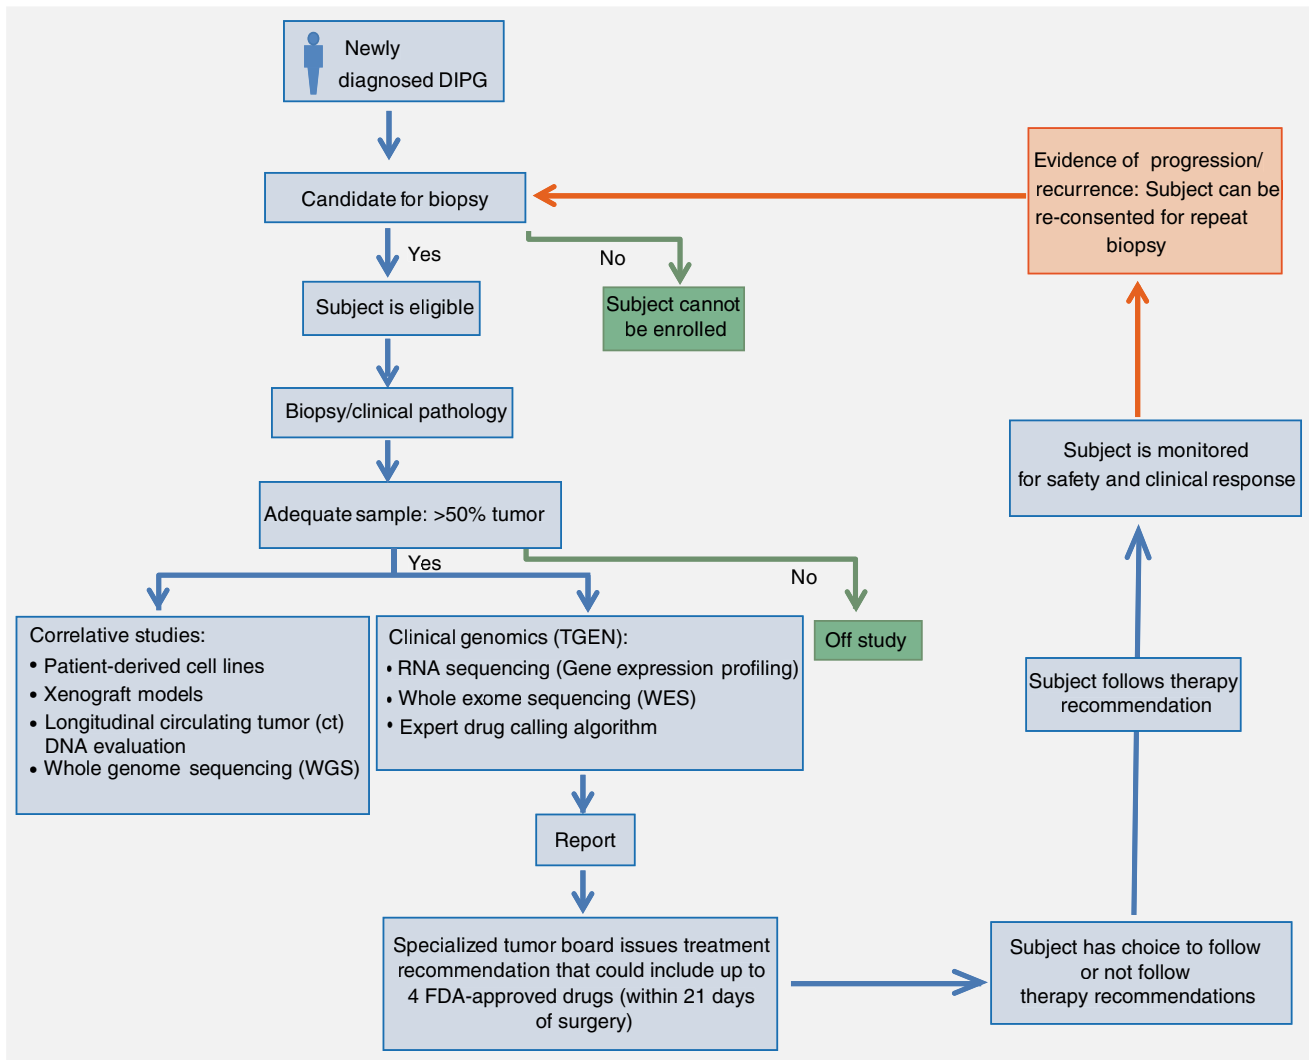 Newly
diagnosed DIPG
Candidate for biopsy
Yes
No
Subject is eligible
Subject cannot
be enrolled
Biopsy/clinical pathology
Adequate sample: >50% tumor
Yes
No
Off study
Correlative studies:
• Patient-derived cell lines
• Xenograft models
• Longitudinal circulating tumor (ct)
DNA evaluation
• Whole genome sequencing (WGS)
Clinical genomics (TGEN):
• RNA sequencing (Gene expression profiling)
• Whole exome sequencing (WES)
• Expert drug calling algorithm
Report
Specialized tumor board issues treatment
recommendation that could include up to
4 FDA-approved drugs (within 21 days
of surgery)
Subject has choice to follow
or not follow
therapy recommendations
Subject follows therapy
recommendation
Subject is monitored
for safety and clinical response
Evidence of progression/
recurrence: Subject can be
re-consented for repeat
biopsy